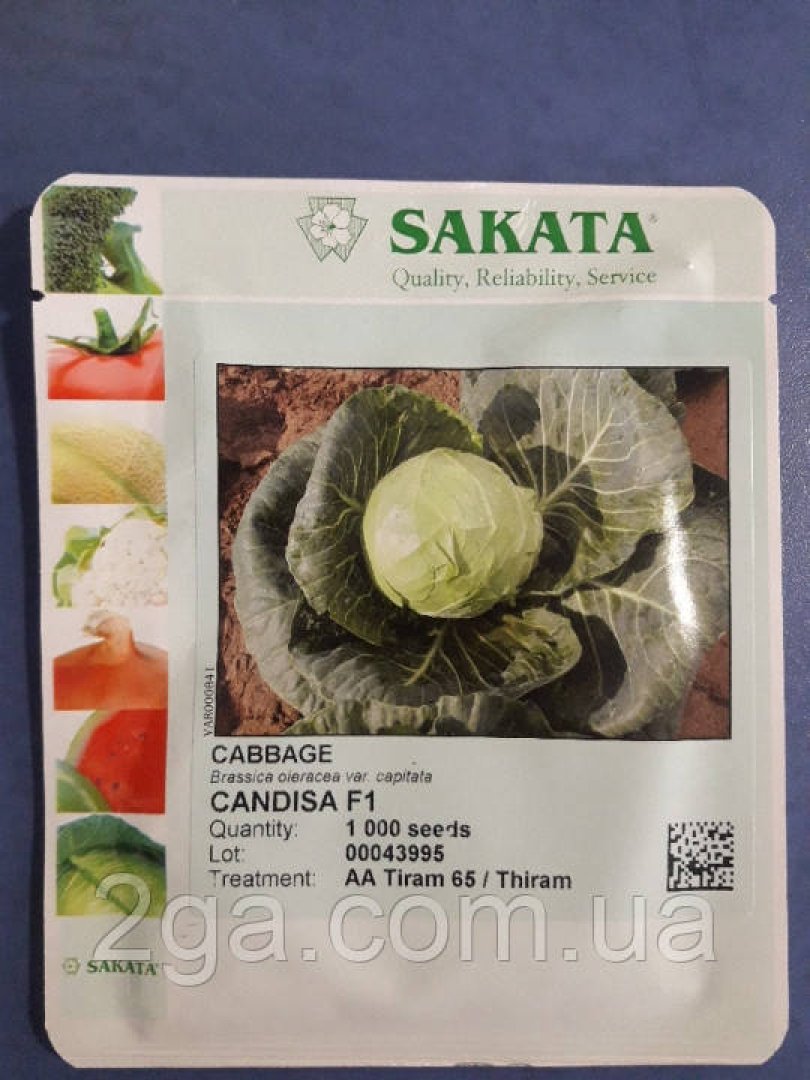 SAKATA®
Quality, Reliability, Service
VAR000841
CABBAGE
Brassica oleracea var. capitata
CANDISA F1
Quantity: 1 000 seeds
Lot: 00043995
Treatment: AA Tiram 65 / Thiram
2ga.com.ua
SAKATA